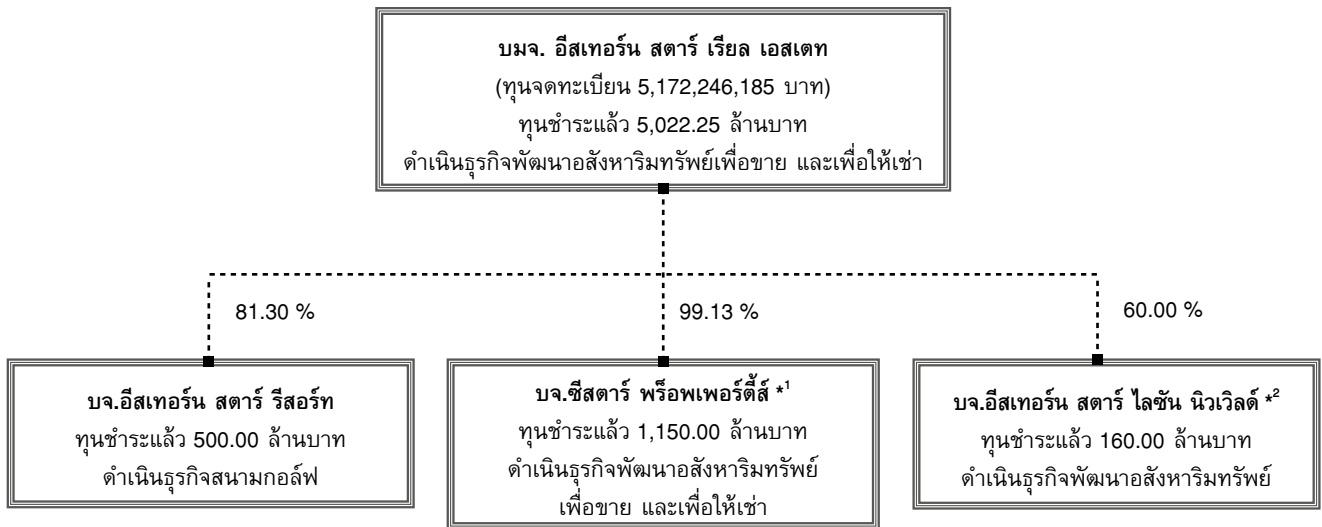 บมจ. อีสเทอร์น สตาร์ เรียล เอสเตท
(ทุนจดทะเบียน 5,172,246,185 บาท)
ทุนชำระแล้ว 5,022.25 ล้านบาท
ดำเนินธุรกิจพัฒนาอสังหาริมทรัพย์เพื่อขาย และเพื่อให้เช่า
81.30 %
99.13 %
60.00 %
บจ.อีสเทอร์น สตาร์ รีสอร์ท
ทุนชำระแล้ว 500.00 ล้านบาท
ดำเนินธุรกิจสนามกอล์ฟ
บจ.ซีสตาร์ พร็อพเพอร์ตี้ส์ *¹
ทุนชำระแล้ว 1,150.00 ล้านบาท
ดำเนินธุรกิจพัฒนาอสังหาริมทรัพย์
เพื่อขาย และเพื่อให้เช่า
บจ.อีสเทอร์น สตาร์ ไลซัน นิวเวิลด์ *²
ทุนชำระแล้ว 160.00 ล้านบาท
ดำเนินธุรกิจพัฒนาอสังหาริมทรัพย์